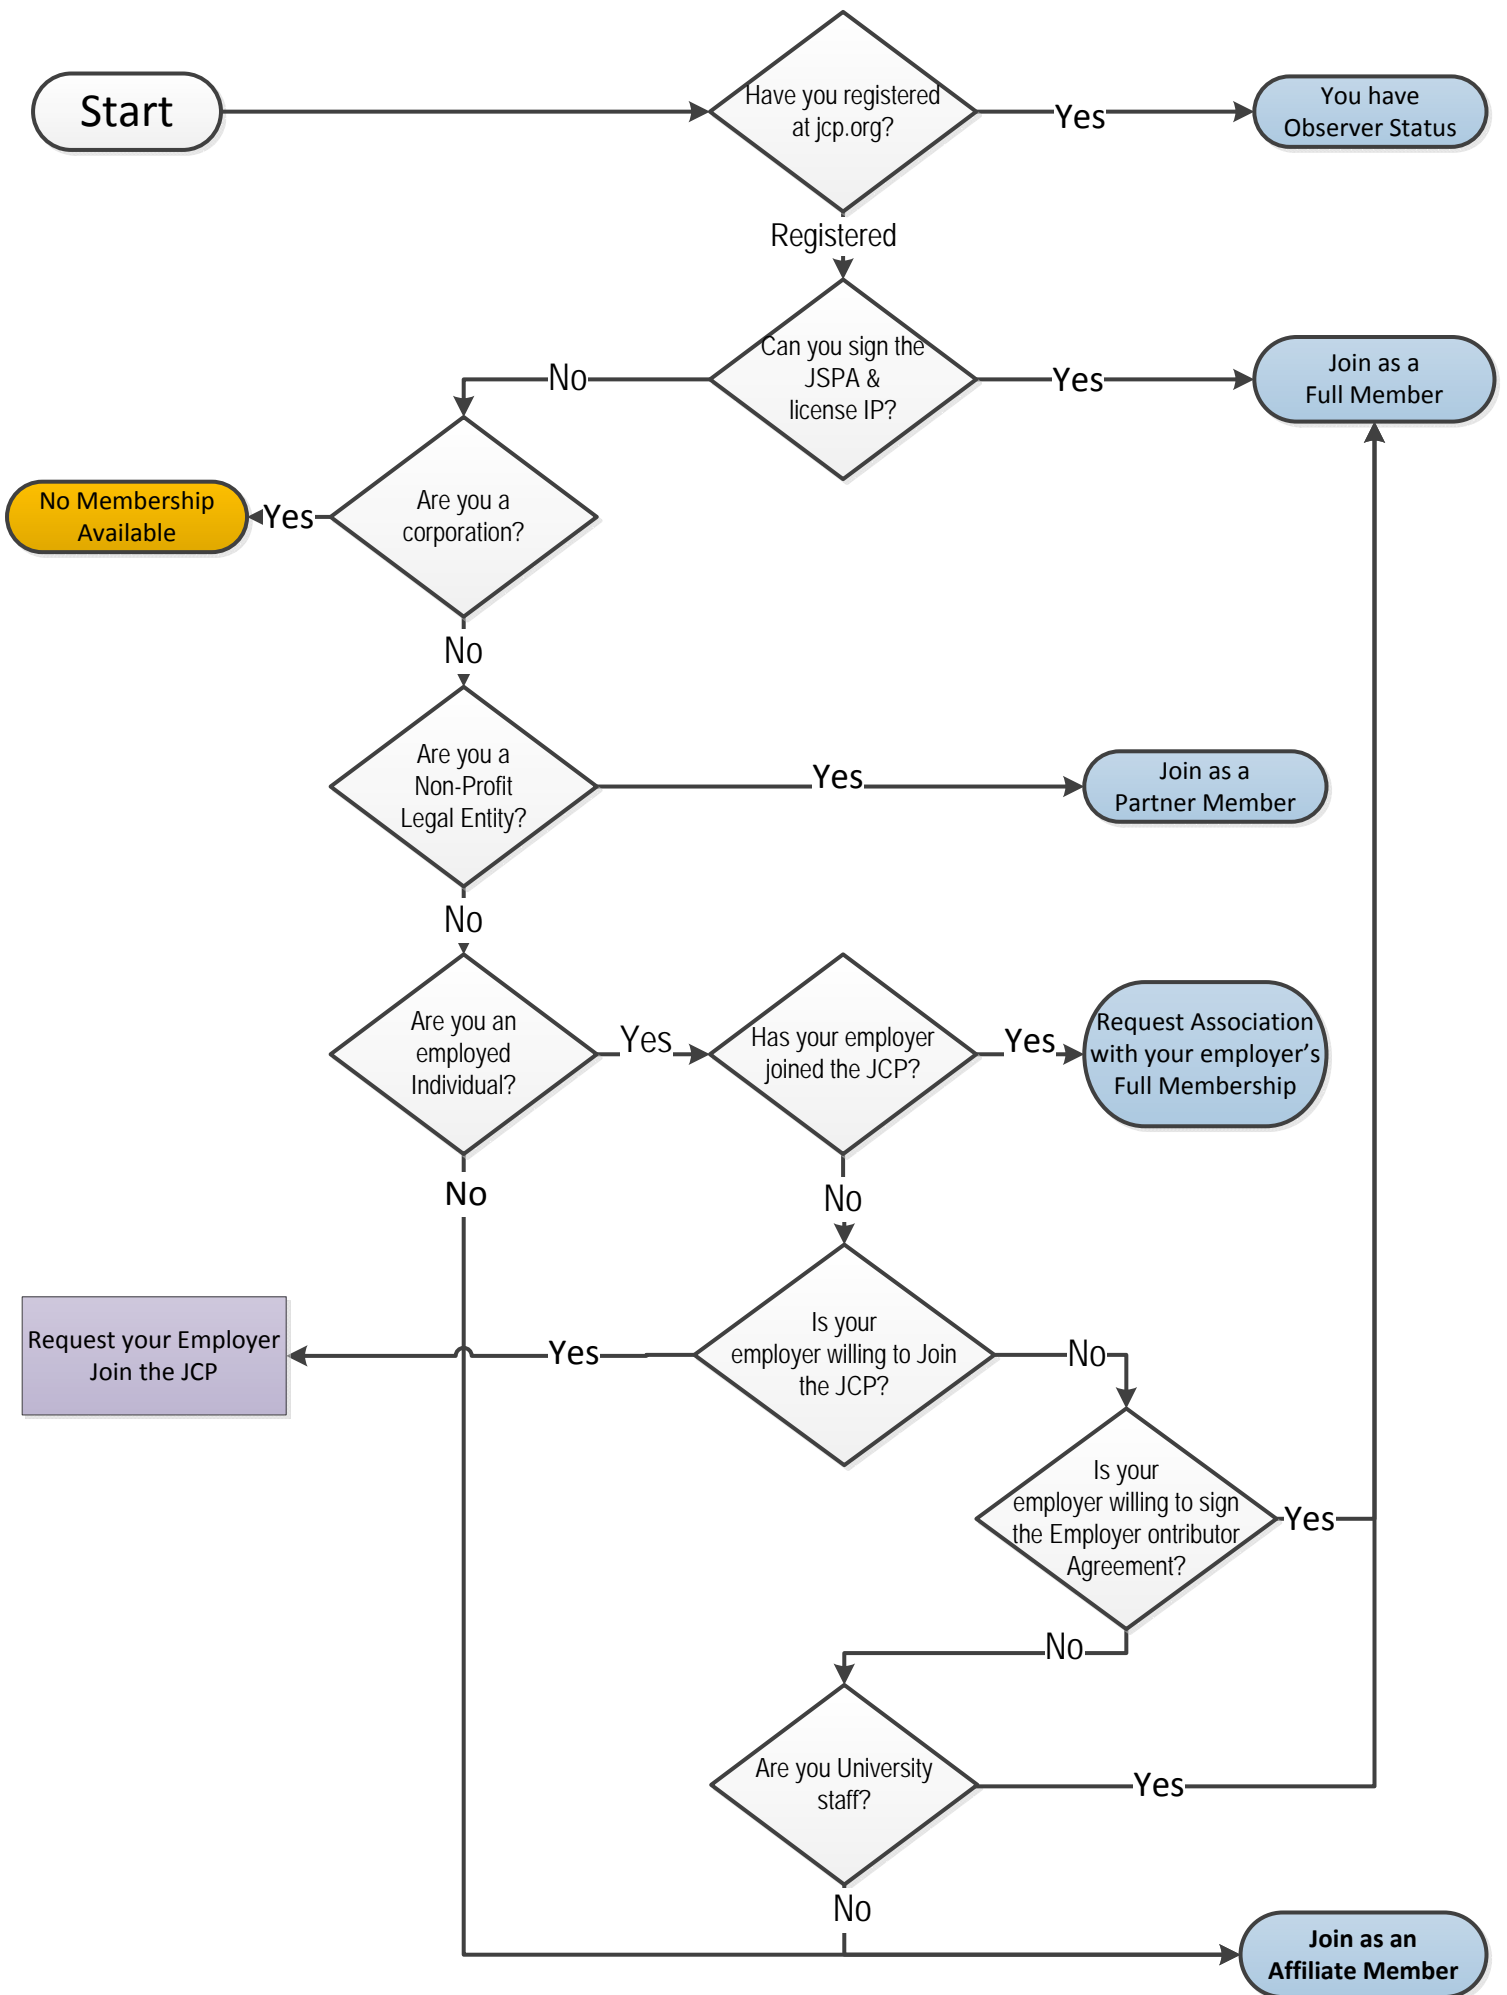 Start
Have you registered
at jcp.org?
Yes
You have
Observer Status
Registered
Can you sign the
JSPA &
license IP?
No
Yes
Join as a
Full Member
Are you a
corporation?
Yes
No Membership
Available
No
Are you a
Non-Profit
Legal Entity?
Yes
Join as a
Partner Member
No
Are you an
employed
Individual?
Yes
Has your employer
joined the JCP?
Yes
Request Association
with your employer's
Full Membership
No
No
Is your
employer willing to Join
the JCP?
Yes
Request your Employer
Join the JCP
No
Is your
employer willing to sign
the Employer ontributor
Agreement?
Yes
No
Are you University
staff?
Yes
No
Join as an
Affiliate Member